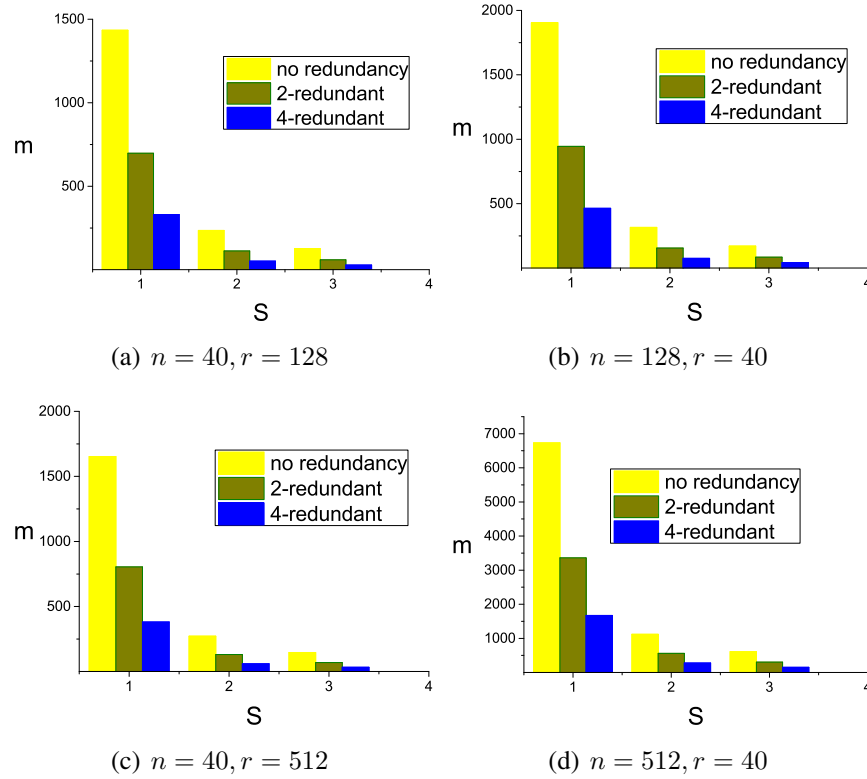 1500
1000
500
m
no redundancy
2-redundant
4-redundant
1 2 3 4
S
(a) n = 40, r = 128
2000
1500
1000
500
m
no redundancy
2-redundant
4-redundant
1 2 3 4
S
(b) n = 128, r = 40
2000
1500
1000
500
m
no redundancy
2-redundant
4-redundant
1 2 3 4
S
(c) n = 40, r = 512
7000
6000
5000
4000
3000
2000
1000
m
no redundancy
2-redundant
4-redundant
1 2 3 4
S
(d) n = 512, r = 40